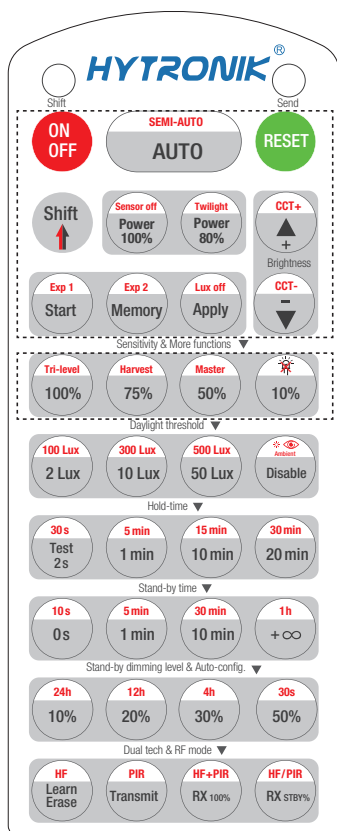 HYTRONIK®
Shift Send
ON OFF
SEMI-AUTO
AUTO
RESET
Shift
Sensor off
Power 100%
Twilight
Power 80%
CCT+
+
Brightness
Exp 1
Start
Exp 2
Memory
Lux off
Apply
CCT-
-
Sensitivity & More functions ▼
Tri-level Harvest Master
100% 75% 50% 10%
Daylight threshold ▼
100 Lux 300 Lux 500 Lux Ambient
2 Lux 10 Lux 50 Lux Disable
Hold-time ▼
30s 5 min 15 min 30 min
Test 2s 1 min 10 min 20 min
Stand-by time ▼
10s 5 min 30 min 1h
0s 1 min 10 min +∞
Stand-by dimming level & Auto-config. ▼
24h 12h 4h 30s
10% 20% 30% 50%
Dual tech & RF mode ▼
HF PIR HF+PIR HF/PIR
Learn Erase Transmit RX 100% RX STBY%